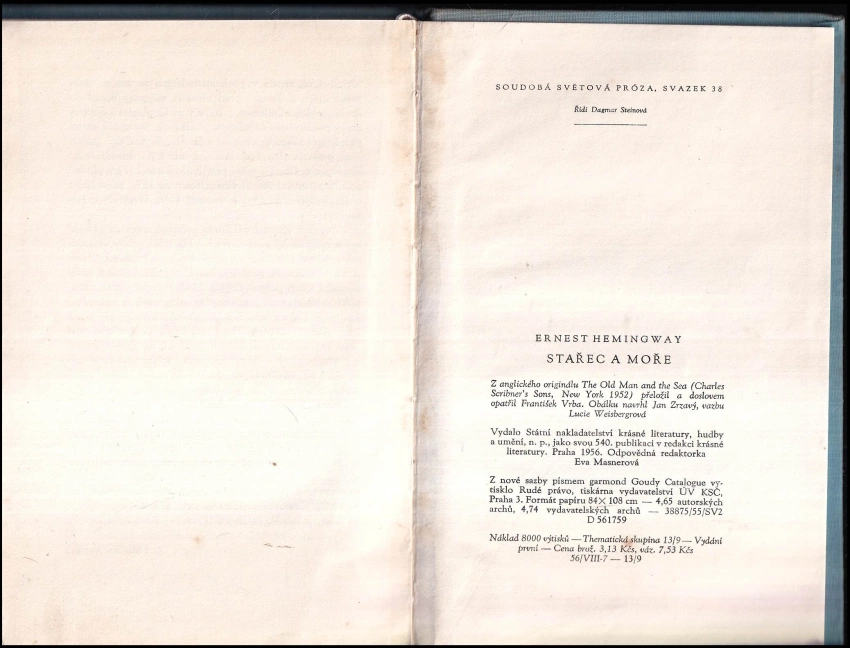 SOUDOBÁ SVĚTOVÁ PRÓZA, SVAZEK 38
Řídí Dagmar Steinová
ERNEST HEMINGWAY
STAŘEC A MOŘE
Z anglického originálu The Old Man and the Sea (Charles
Scribner's Sons, New York 1952) přeložil a doslovem
opatřil František Vrba. Obálku navrhl Jan Zrzavý, vazbu
Lucie Weisbergrová
Vydalo Státní nakladatelství krásné literatury, hudby
a umění, n. p., jako svou 540. publikaci v redakci krásné
literatury. Praha 1956. Odpovědná redaktorka
Eva Masnerová
Z nové sazby písmem garmond Goudy Catalogue vy-
tisklo Rudé právo, tiskárna vydavatelství ÚV KSČ,
Praha 3. Formát papíru 84×108 cm — 4,65 autorských
archů, 4,74 vydavatelských archů — 38875/55/SV2
D 561759
Náklad 8000 výtisků — Thematická skupina 13/9 — Vydání
první — Cena brož. 3,13 Kčs, váz. 7,53 Kčs
56/VIII-7 — 13/9